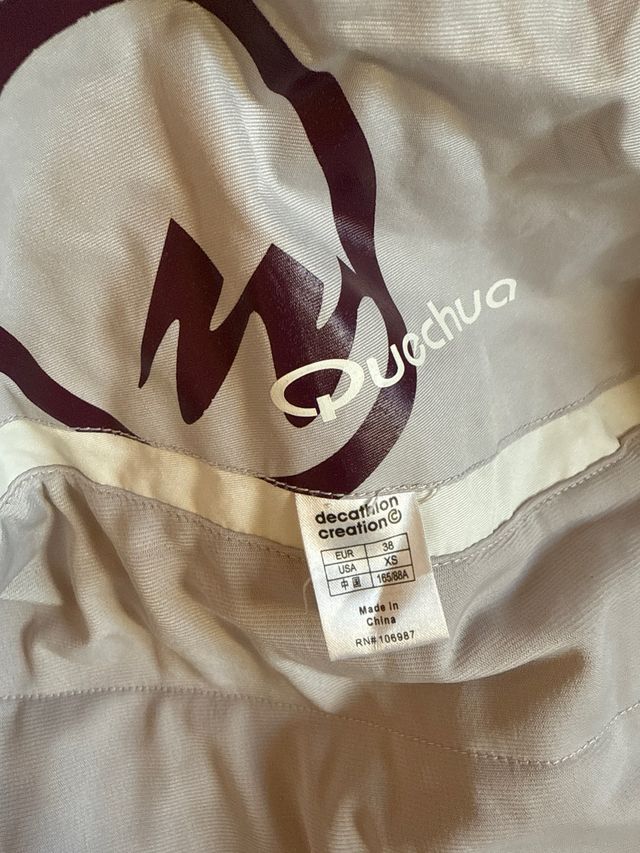 Quechua
decathlon
creation©
EUR 38
USA XS
中国 165/88A
Made in
China
RN# 106987